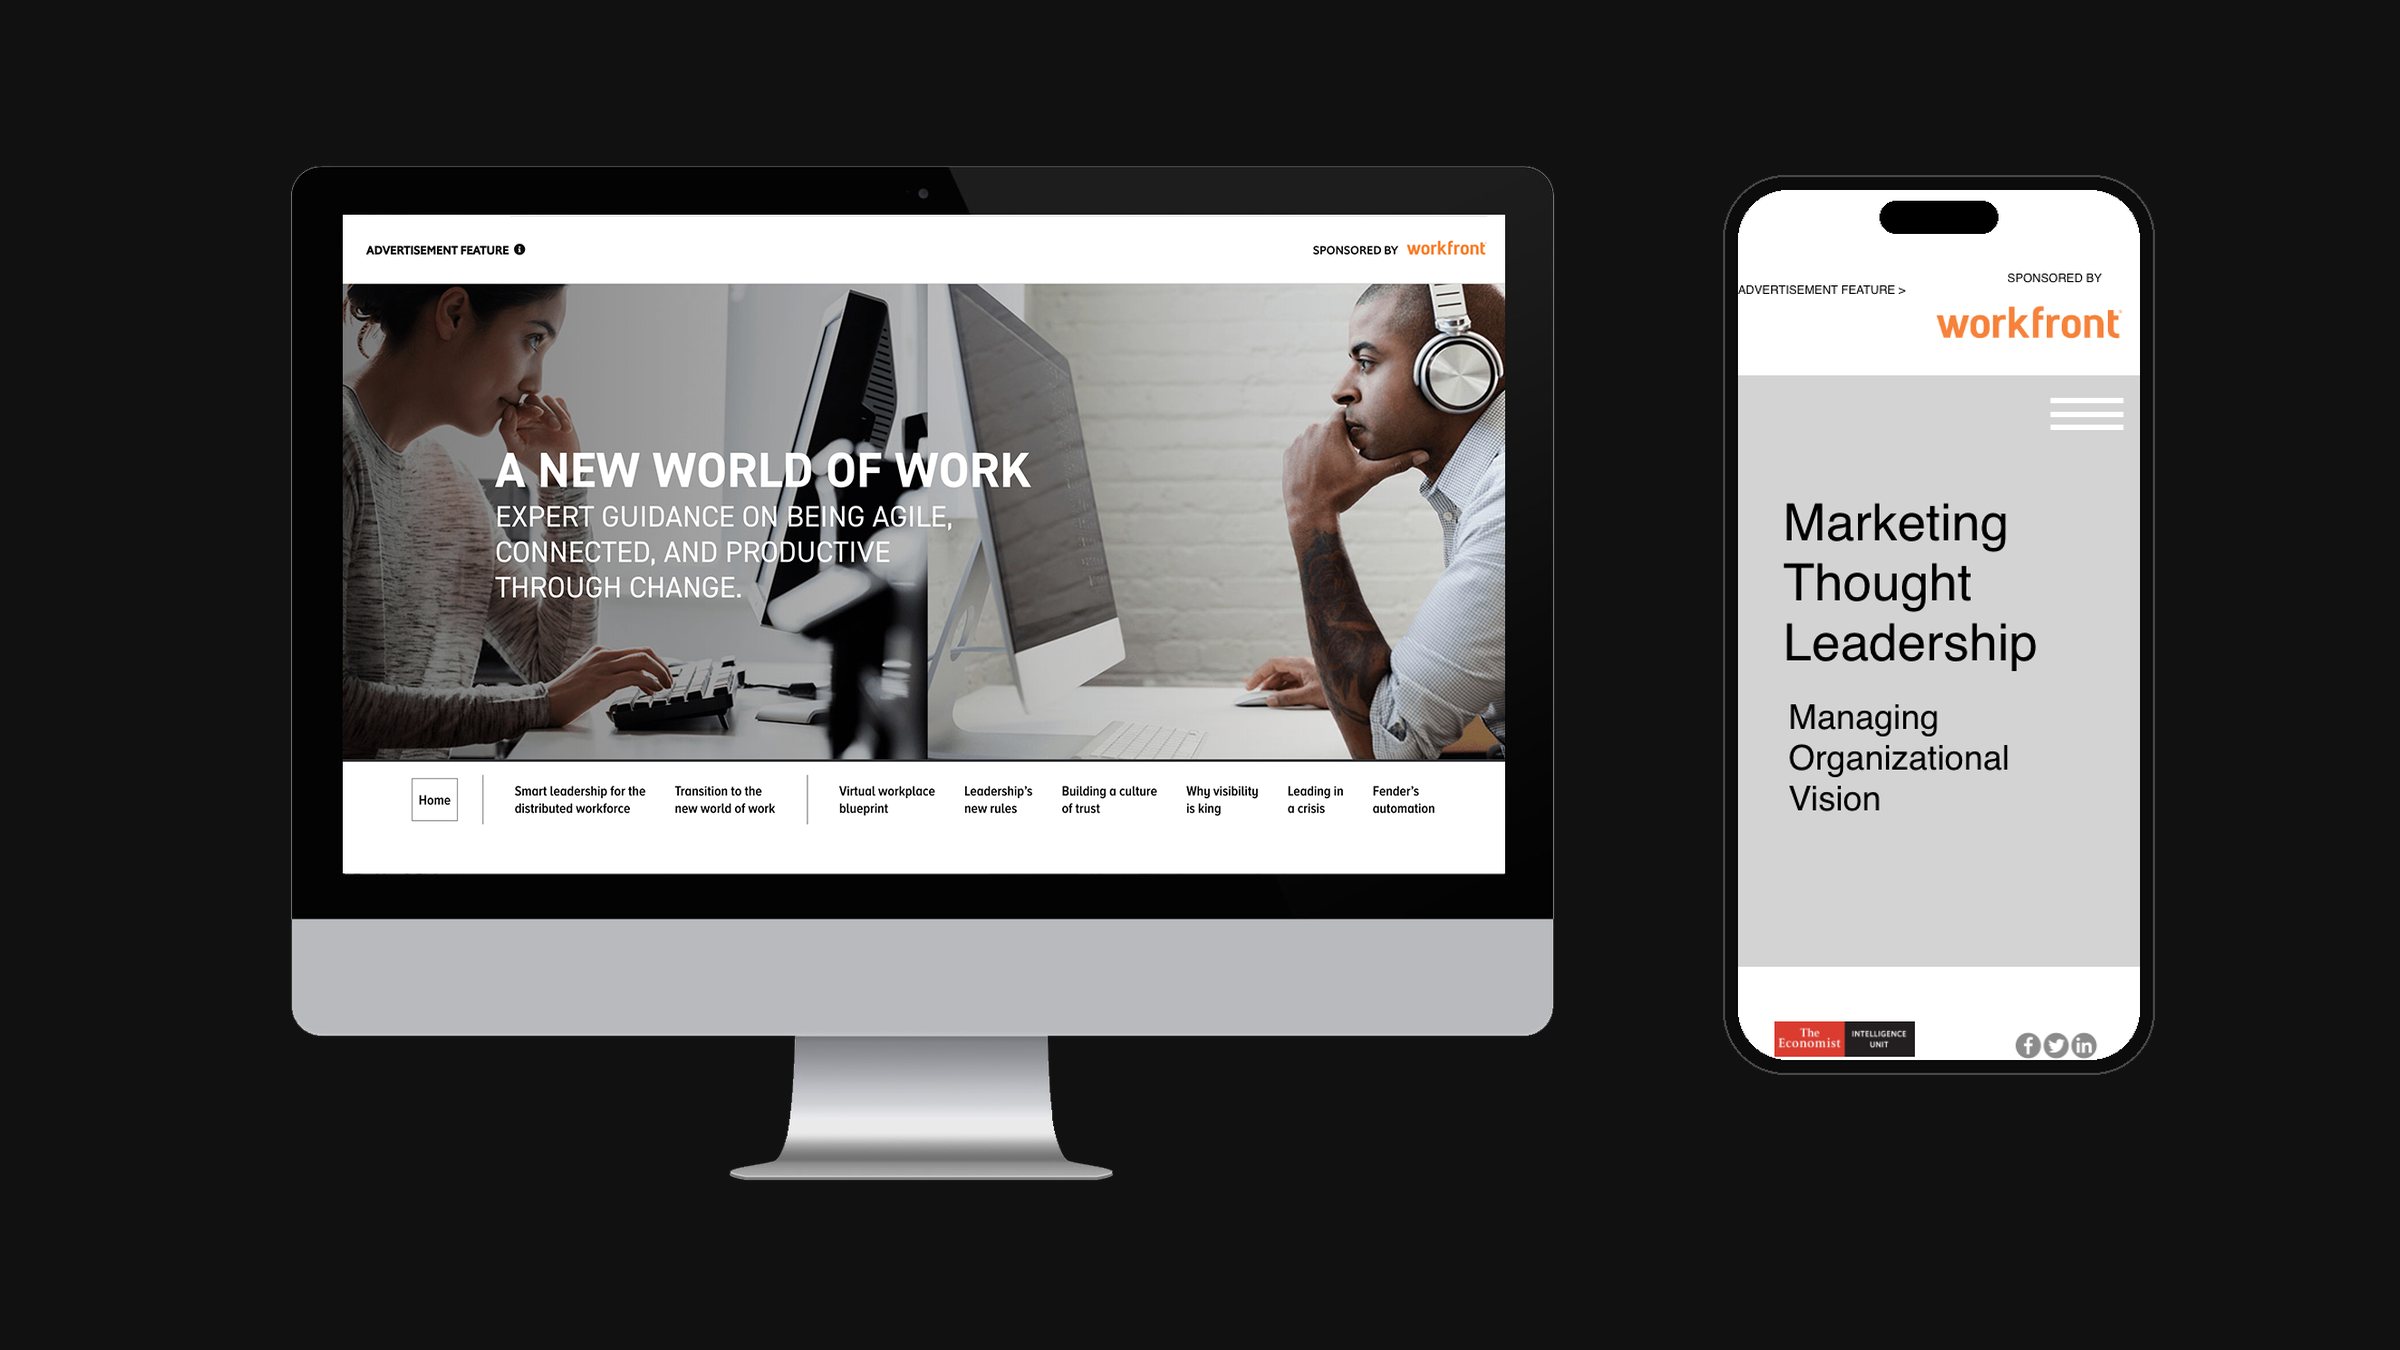 ADVERTISEMENT FEATURE
SPONSORED BY workfront
A NEW WORLD OF WORK
EXPERT GUIDANCE ON BEING AGILE,
CONNECTED, AND PRODUCTIVE
THROUGH CHANGE.
Home
Smart leadership for the
distributed workforce
Transition to the
new world of work
Virtual workplace
blueprint
Leadership's
new rules
Building a culture
of trust
Why visibility
is king
Leading in
a crisis
Fender's
automation
ADVERTISEMENT FEATURE >
SPONSORED BY
workfront
Marketing
Thought
Leadership
Managing
Organizational
Vision
The
Economist
INTELLIGENCE
UNIT